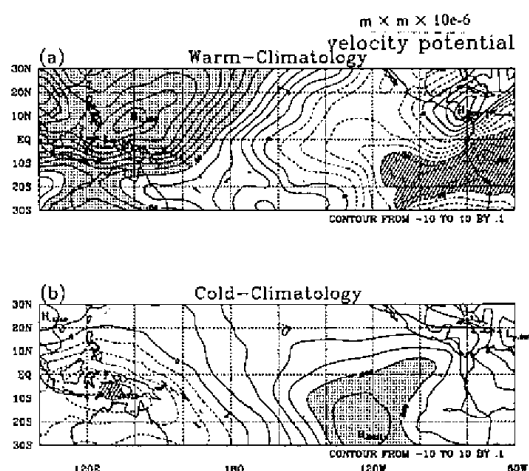 m × m × 10e-6
velocity potential
(a)
Warm-Climatology
30N
20N
10N
EQ
10S
20S
30S
CONTOUR FROM -10 TO 10 BY .1
(b)
Cold-Climatology
30N
20N
10N
EQ
10S
20S
30S
CONTOUR FROM -10 TO 10 BY .1
120E 180 120W 60W